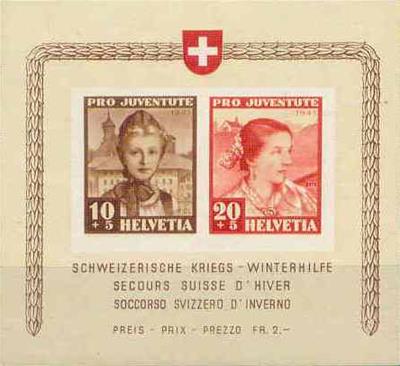 PRO JUVENTUTE
1941
10
+5
HELVETIA
PRO JUVENTUTE
1941
20
+5
HELVETIA
SCHWEIZERISCHE KRIEGS-WINTERHILFE
SECOURS SUISSE D'HIVER
SOCCORSO SVIZZERO D'INVERNO
PREIS - PRIX - PREZZO FR. 2.-